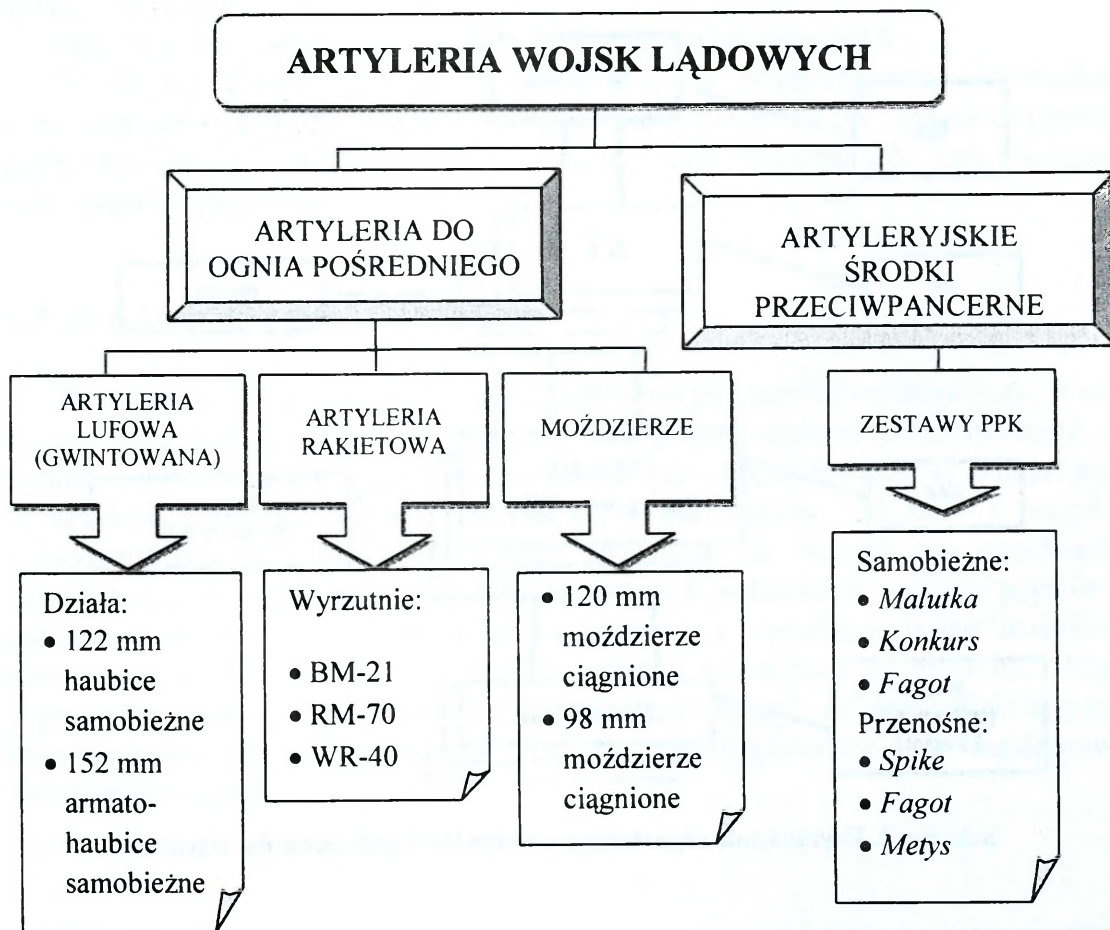 ARTYLERIA WOJSK LĄDOWYCH
ARTYLERIA DO
OGNIA POŚREDNIEGO
ARTYLERYJSKIE
ŚRODKI
PRZECIWPANCERNE
ARTYLERIA
LUFOWA
(GWINTOWANA)
ARTYLERIA
RAKIETOWA
MOŹDZIERZE
ZESTAWY PPK
Działa:
• 122 mm
haubice
samobieżne
• 152 mm
armato-
haubice
samobieżne
Wyrzutnie:
• BM-21
• RM-70
• WR-40
• 120 mm
moździerze
ciągnione
• 98 mm
moździerze
ciągnione
Samobieżne:
• Malutka
• Konkurs
• Fagot
Przenośne:
• Spike
• Fagot
• Metys